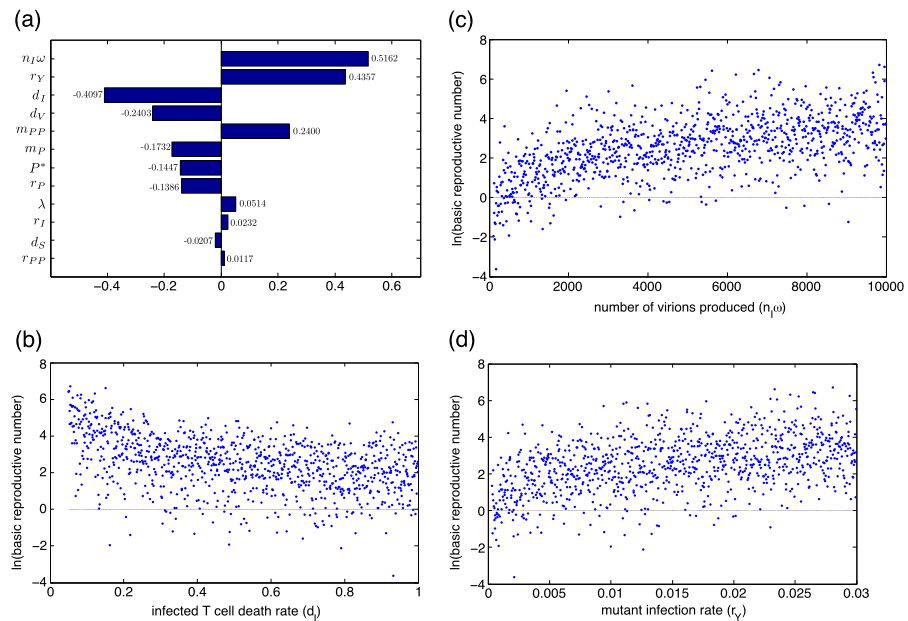 (a)
n_Iω
0.5162
r_Y
0.4357
d_I
-0.4097
d_V
-0.2403
m_PP
0.2400
m_P
-0.1732
P*
-0.1447
r_P
-0.1386
λ
0.0514
r_I
0.0232
d_S
-0.0207
r_PP
0.0117
−0.4 −0.2 0 0.2 0.4 0.6
(c)
ln(basic reproductive number)
8
6
4
2
0
−2
−4
0 2000 4000 6000 8000 10000
number of virions produced (n_Iω)
(b)
ln(basic reproductive number)
8
6
4
2
0
−2
−4
0 0.2 0.4 0.6 0.8 1
infected T cell death rate (d_I)
(d)
ln(basic reproductive number)
8
6
4
2
0
−2
−4
0 0.005 0.01 0.015 0.02 0.025 0.03
mutant infection rate (r_Y)